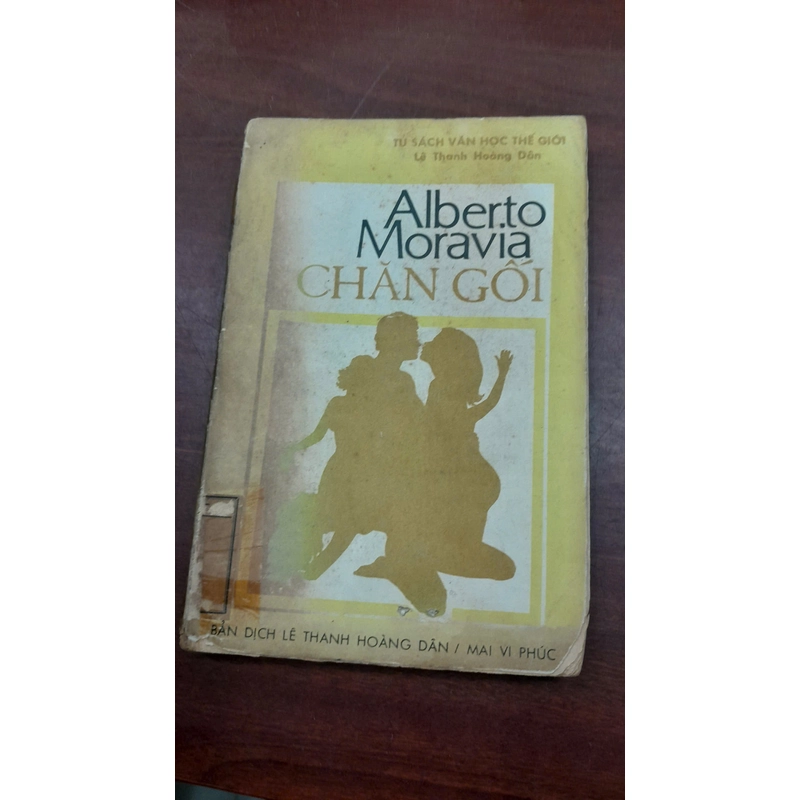 TỦ SÁCH VĂN HỌC THẾ GIỚI
Lê Thanh Hoàng Dân
Alberto
Moravia
CHĂN GỐI
BẢN DỊCH LÊ THANH HOÀNG DÂN / MAI VI PHÚC